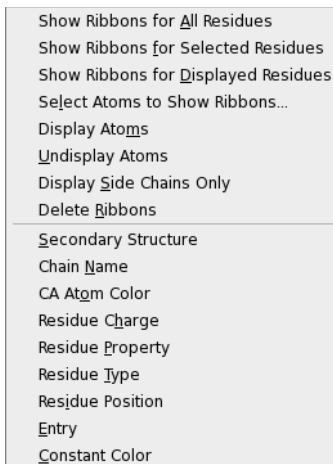 Show Ribbons for All Residues
Show Ribbons for Selected Residues
Show Ribbons for Displayed Residues
Select Atoms to Show Ribbons...
Display Atoms
Undisplay Atoms
Display Side Chains Only
Delete Ribbons
Secondary Structure
Chain Name
CA Atom Color
Residue Charge
Residue Property
Residue Type
Residue Position
Entry
Constant Color